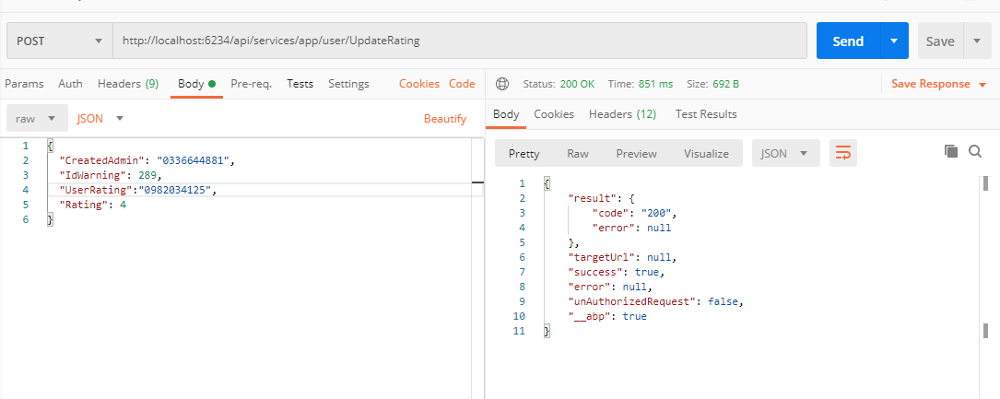 POST http://localhost:6234/api/services/app/user/UpdateRating Send Save
Params Auth Headers (9) Body Pre-req. Tests Settings Cookies Code
Status: 200 OK Time: 851 ms Size: 692 B Save Response
raw JSON Beautify
Body Cookies Headers (12) Test Results
1 {
2 "CreatedAdmin": "0336644881",
3 "IdWarning": 289,
4 "UserRating":"0982034125",
5 "Rating": 4
6 }
Pretty Raw Preview Visualize JSON
1 {
2 "result": {
3 "code": "200",
4 "error": null
5 },
6 "targetUrl": null,
7 "success": true,
8 "error": null,
9 "unAuthorizedRequest": false,
10 "__abp": true
11 }